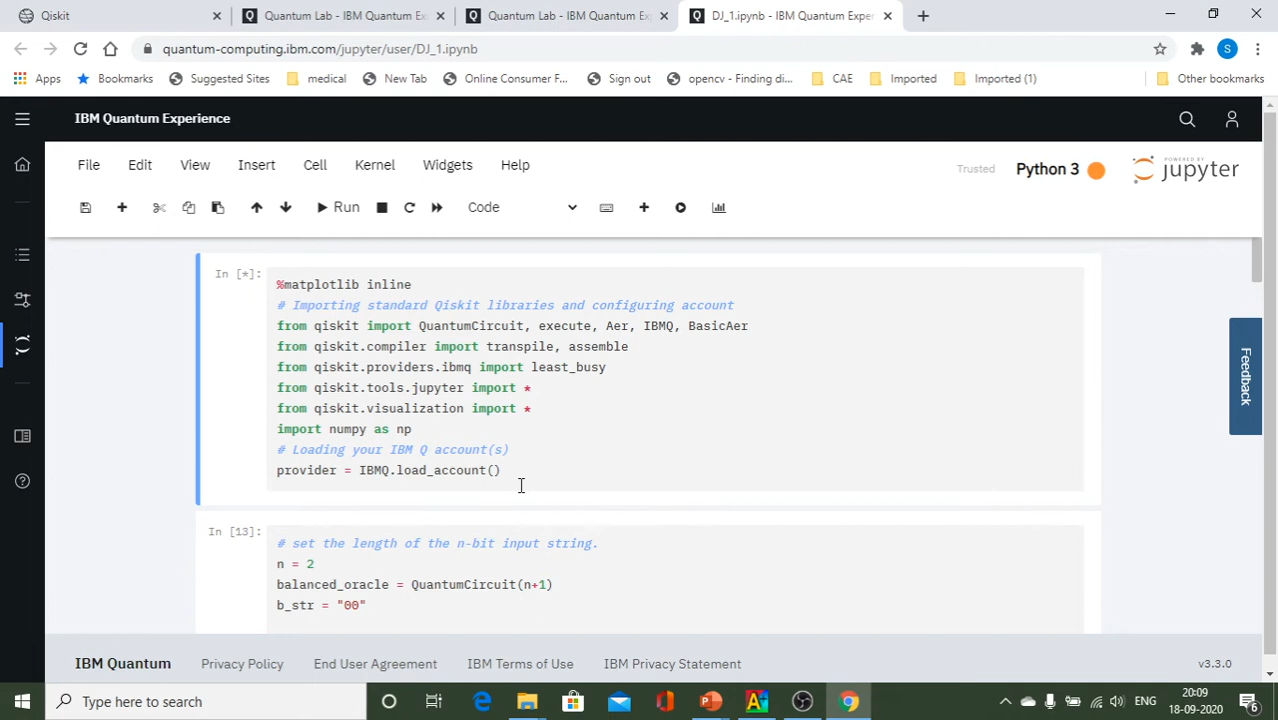 Qiskit
Quantum Lab - IBM Quantum Ex
Quantum Lab - IBM Quantum Exp
DJ_1.ipynb - IBM Quantum Exper
quantum-computing.ibm.com/jupyter/user/DJ_1.ipynb
S
Apps
Bookmarks
Suggested Sites
medical
New Tab
Online Consumer F...
Sign out
opencv - Finding di...
CAE
Imported
Imported (1)
Other bookmarks
IBM Quantum Experience
File Edit View Insert Cell Kernel Widgets Help
Trusted
Python 3
POWERED BY
jupyter
Run
Code
In [*]:
%matplotlib inline
# Importing standard Qiskit libraries and configuring account
from qiskit import QuantumCircuit, execute, Aer, IBMQ, BasicAer
from qiskit.compiler import transpile, assemble
from qiskit.providers.ibmq import least_busy
from qiskit.tools.jupyter import *
from qiskit.visualization import *
import numpy as np
# Loading your IBM Q account(s)
provider = IBMQ.load_account()
In [13]:
# set the length of the n-bit input string.
n = 2
balanced_oracle = QuantumCircuit(n+1)
b_str = "00"
Feedback
IBM Quantum
Privacy Policy
End User Agreement
IBM Terms of Use
IBM Privacy Statement
v3.3.0
Type here to search
ENG
20:09
18-09-2020
6